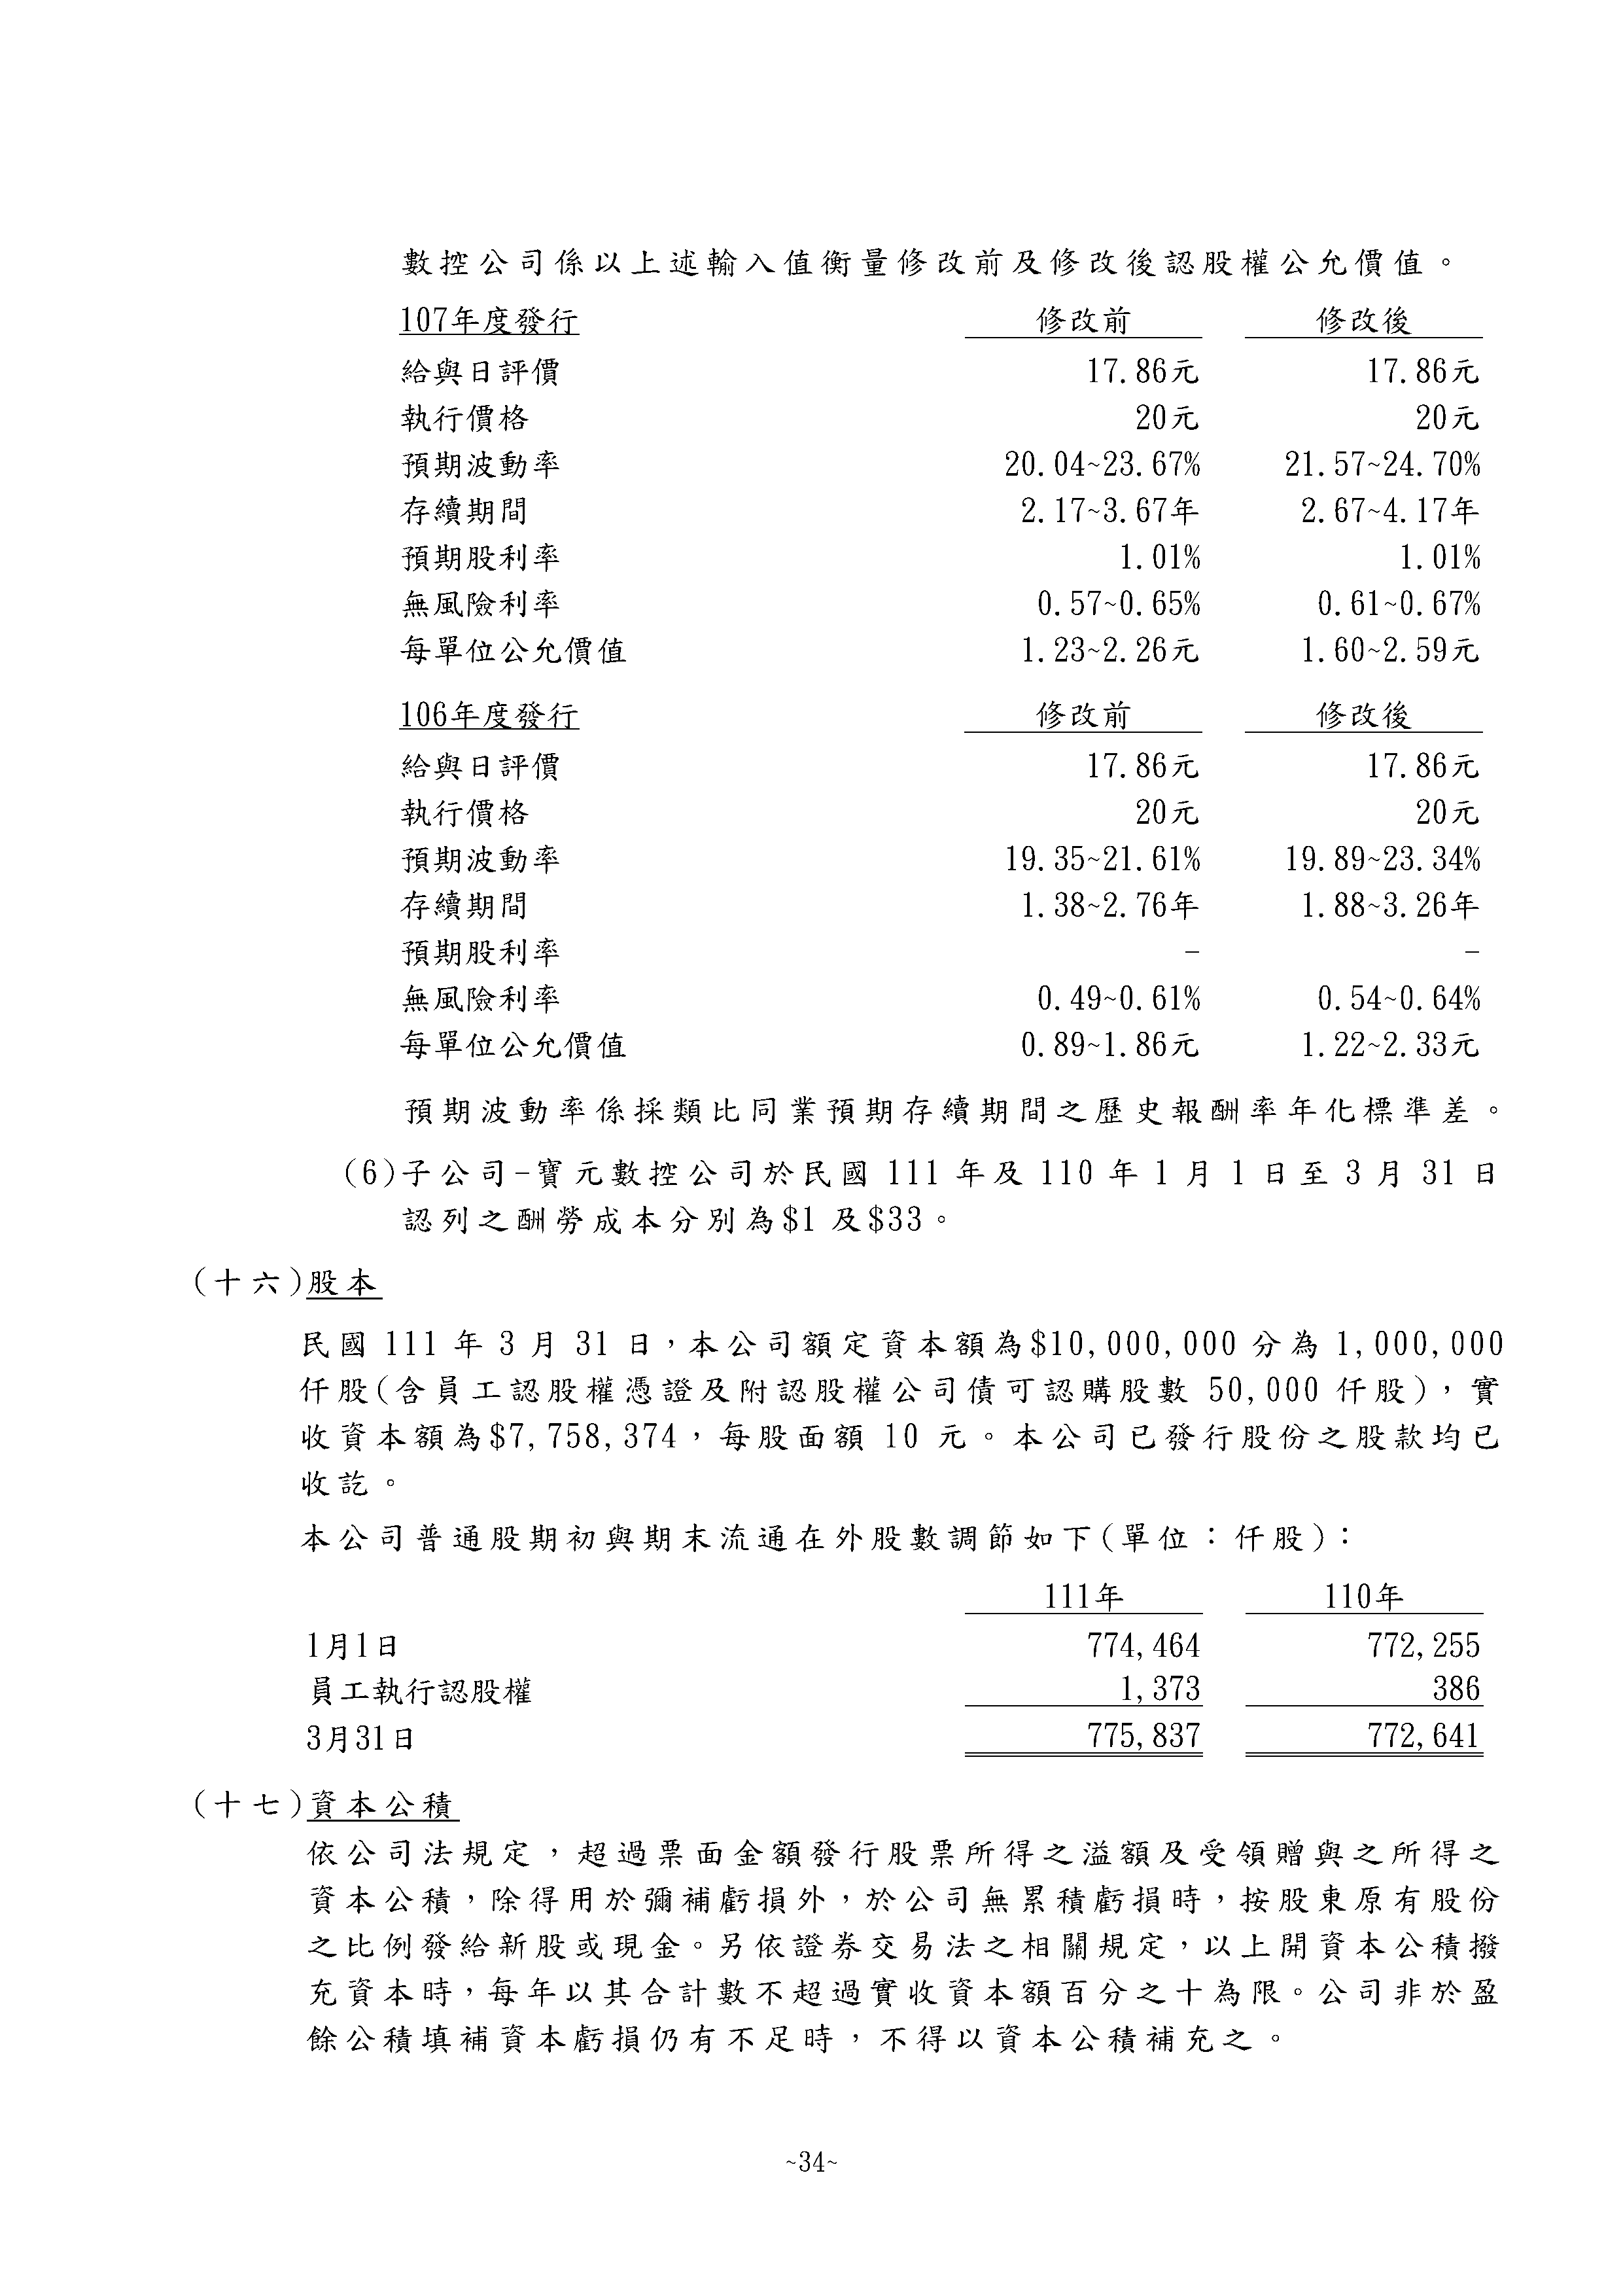 數控公司係以上述輸入值衡量修改前及修改後認股權公允價值。
107年度發行 修改前 修改後
給與日評價 17.86元 17.86元
執行價格 20元 20元
預期波動率 20.04~23.67% 21.57~24.70%
存續期間 2.17~3.67年 2.67~4.17年
預期股利率 1.01% 1.01%
無風險利率 0.57~0.65% 0.61~0.67%
每單位公允價值 1.23~2.26元 1.60~2.59元
106年度發行 修改前 修改後
給與日評價 17.86元 17.86元
執行價格 20元 20元
預期波動率 19.35~21.61% 19.89~23.34%
存續期間 1.38~2.76年 1.88~3.26年
預期股利率 - -
無風險利率 0.49~0.61% 0.54~0.64%
每單位公允價值 0.89~1.86元 1.22~2.33元
預期波動率係採類比同業預期存續期間之歷史報酬率年化標準差。
(6)子公司-寶元數控公司於民國 111 年及 110 年 1 月 1 日至 3 月 31 日
認列之酬勞成本分別為$1 及$33。
(十六)股本
民國 111 年 3 月 31 日，本公司額定資本額為$10,000,000 分為 1,000,000
仟股(含員工認股權憑證及附認股權公司債可認購股數 50,000 仟股)，實
收資本額為$7,758,374，每股面額 10 元。本公司已發行股份之股款均已
收訖。
本公司普通股期初與期末流通在外股數調節如下(單位：仟股)：
111年 110年
1月1日 774,464 772,255
員工執行認股權 1,373 386
3月31日 775,837 772,641
(十七)資本公積
依公司法規定，超過票面金額發行股票所得之溢額及受領贈與之所得之
資本公積，除得用於彌補虧損外，於公司無累積虧損時，按股東原有股份
之比例發給新股或現金。另依證券交易法之相關規定，以上開資本公積撥
充資本時，每年以其合計數不超過實收資本額百分之十為限。公司非於盈
餘公積填補資本虧損仍有不足時，不得以資本公積補充之。
~34~